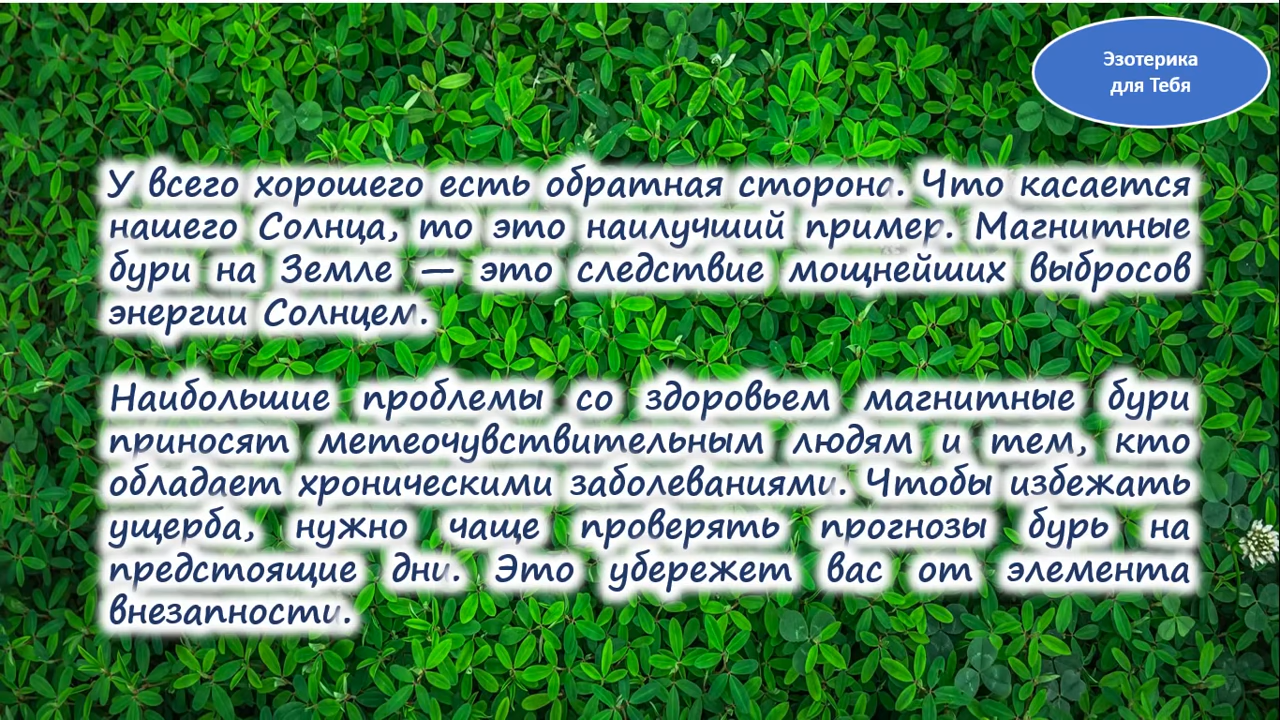 Эзотерика
для Тебя
У всего хорошего есть обратная сторона. Что касается
нашего Солнца, то это наилучший пример. Магнитные
бури на Земле — это следствие мощнейших выбросов
энергии Солнцем.
Наибольшие проблемы со здоровьем магнитные бури
приносят метеочувствительным людям и тем, кто
обладает хроническими заболеваниями. Чтобы избежать
ущерба, нужно чаще проверять прогнозы бурь на
предстоящие дни. Это убережет вас от элемента
внезапности.